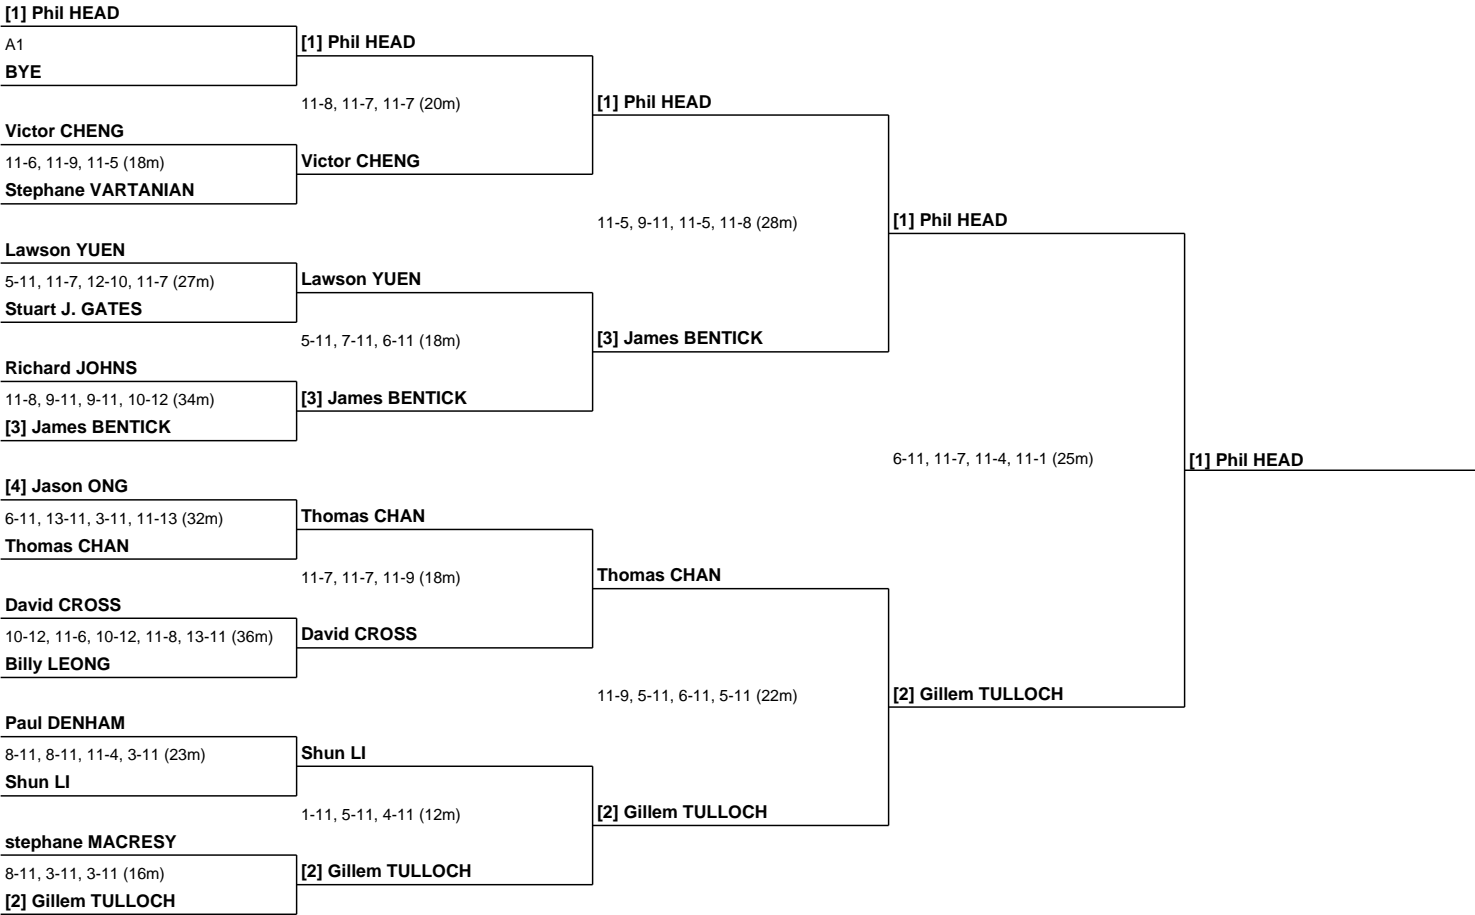 [1] Phil HEAD
A1
BYE
Victor CHENG
11-6, 11-9, 11-5 (18m)
Stephane VARTANIAN
Lawson YUEN
5-11, 11-7, 12-10, 11-7 (27m)
Stuart J. GATES
Richard JOHNS
11-8, 9-11, 9-11, 10-12 (34m)
[3] James BENTICK
[4] Jason ONG
6-11, 13-11, 3-11, 11-13 (32m)
Thomas CHAN
David CROSS
10-12, 11-6, 10-12, 11-8, 13-11 (36m)
Billy LEONG
Paul DENHAM
8-11, 8-11, 11-4, 3-11 (23m)
Shun LI
stephane MACRESY
8-11, 3-11, 3-11 (16m)
[2] Gillem TULLOCH
[1] Phil HEAD
11-8, 11-7, 11-7 (20m)
Victor CHENG
Lawson YUEN
5-11, 7-11, 6-11 (18m)
[3] James BENTICK
Thomas CHAN
11-7, 11-7, 11-9 (18m)
David CROSS
Shun LI
1-11, 5-11, 4-11 (12m)
[2] Gillem TULLOCH
[1] Phil HEAD
11-5, 9-11, 11-5, 11-8 (28m)
[3] James BENTICK
Thomas CHAN
11-9, 5-11, 6-11, 5-11 (22m)
[2] Gillem TULLOCH
[1] Phil HEAD
6-11, 11-7, 11-4, 11-1 (25m)
[2] Gillem TULLOCH
[1] Phil HEAD